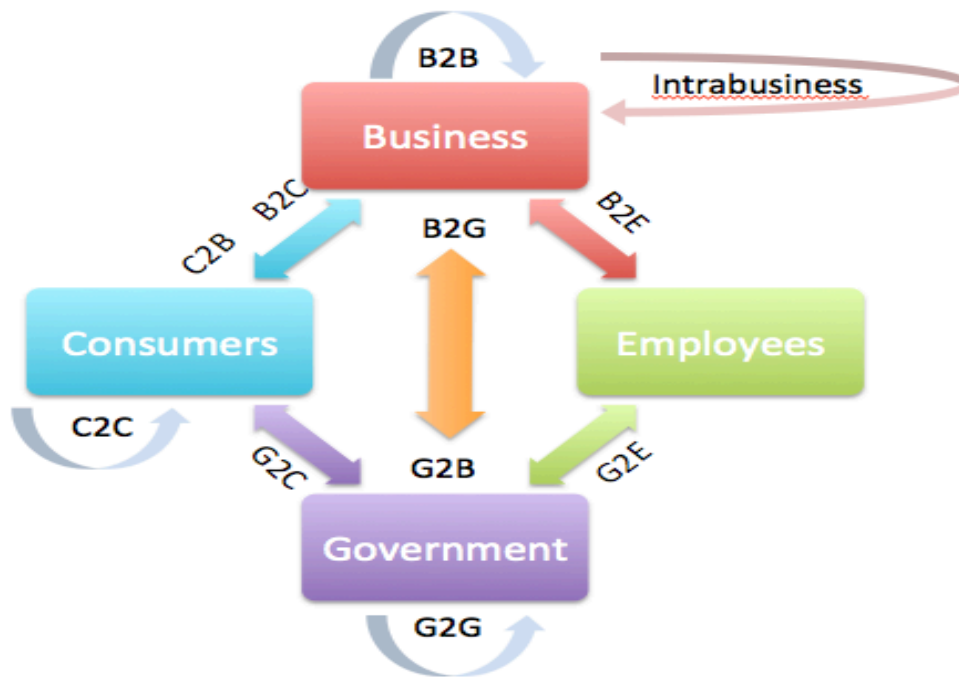 B2B
Intrabusiness
Business
B2C
C2B
B2G
B2E
Consumers
Employees
C2C
G2C
G2B
G2E
Government
G2G